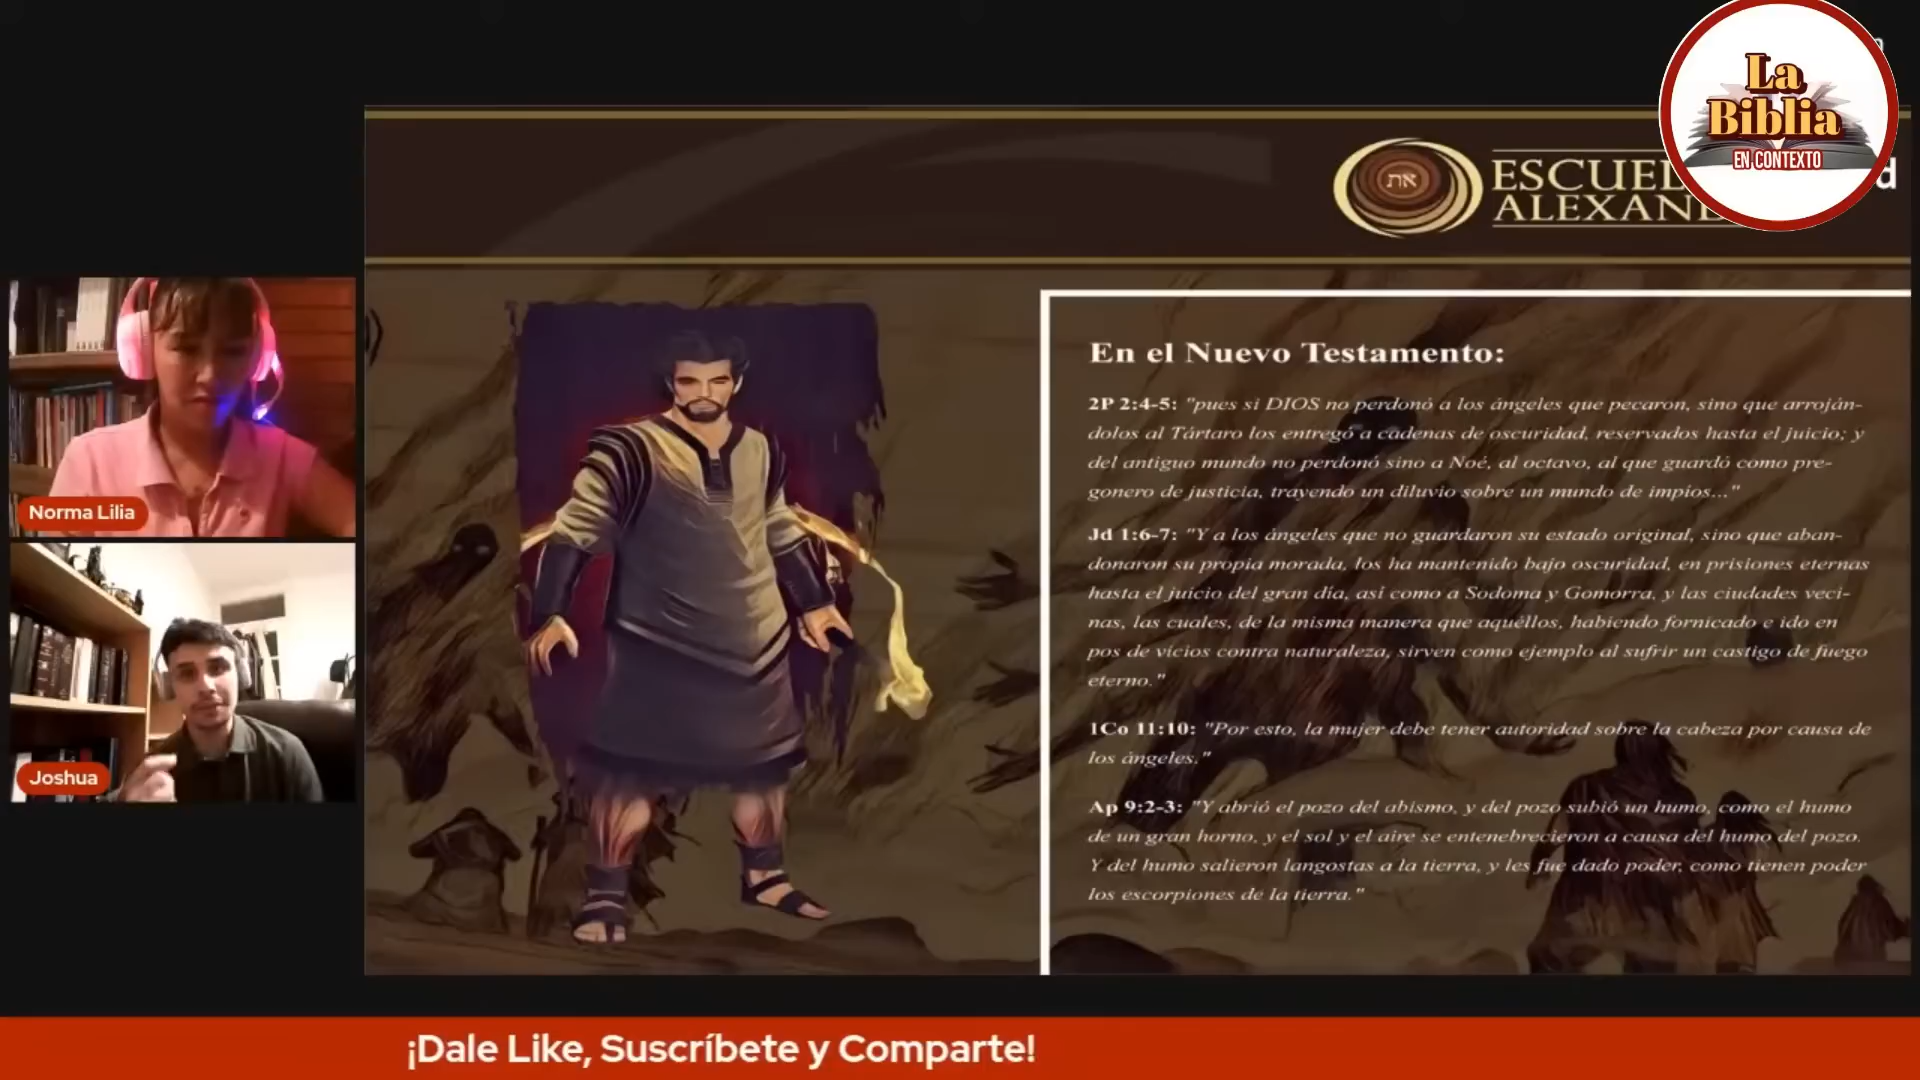 La
Biblia
EN CONTEXTO
את
En el Nuevo Testamento:
2P 2:4-5: "pues si DIOS no perdonó a los ángeles que pecaron, sino que arroján-
dolos al Tártaro los entregó a cadenas de oscuridad, reservados hasta el juicio; y
del antiguo mundo no perdonó sino a Noé, al octavo, al que guardó como pre-
gonero de justicia, trayendo un diluvio sobre un mundo de impíos..."
Jd 1:6-7: "Y a los ángeles que no guardaron su estado original, sino que aban-
donaron su propia morada, los ha mantenido bajo oscuridad, en prisiones eternas
hasta el juicio del gran día, así como a Sodoma y Gomorra, y las ciudades veci-
nas, las cuales, de la misma manera que aquéllos, habiendo fornicado e ido en
pos de vicios contra naturaleza, sirven como ejemplo al sufrir un castigo de fuego
eterno."
1Co 11:10: "Por esto, la mujer debe tener autoridad sobre la cabeza por causa de
los ángeles."
Ap 9:2-3: "Y abrió el pozo del abismo, y del pozo subió un humo, como el humo
de un gran horno, y el sol y el aire se entenebrecieron a causa del humo del pozo.
Y del humo salieron langostas a la tierra, y les fue dado poder, como tienen poder
los escorpiones de la tierra."
Norma Lilia
Joshua
¡Dale Like, Suscríbete y Comparte!